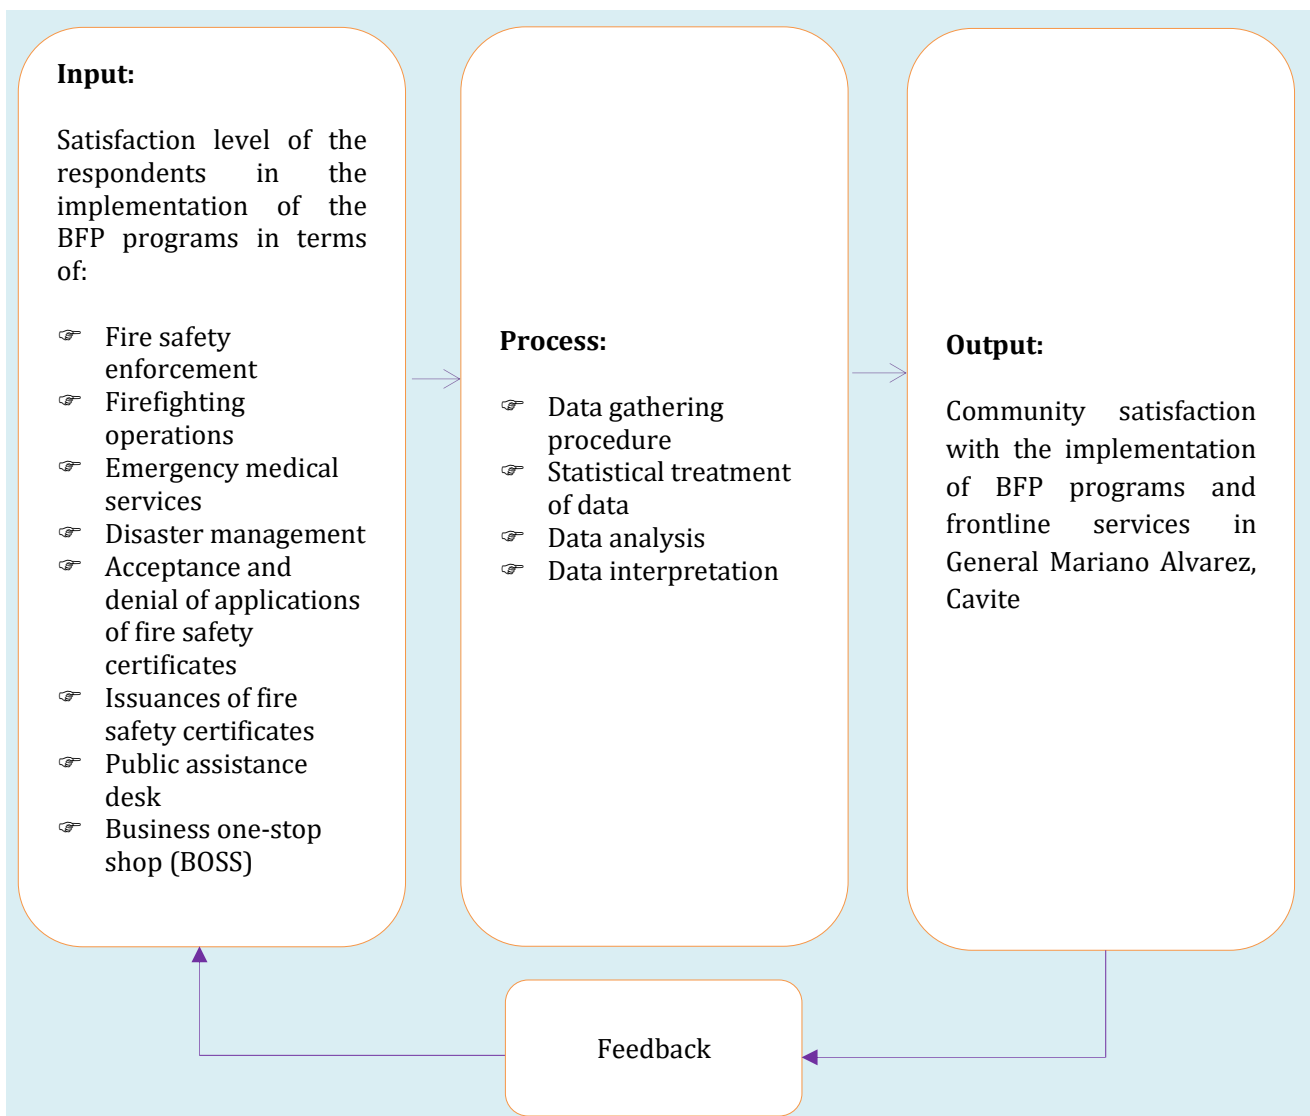 Input:
Satisfaction level of the
respondents in the
implementation of the
BFP programs in terms
of:
☞ Fire safety
enforcement
☞ Firefighting
operations
☞ Emergency medical
services
☞ Disaster management
☞ Acceptance and
denial of applications
of fire safety
certificates
☞ Issuances of fire
safety certificates
☞ Public assistance
desk
☞ Business one-stop
shop (BOSS)
Process:
☞ Data gathering
procedure
☞ Statistical treatment
of data
☞ Data analysis
☞ Data interpretation
Output:
Community satisfaction
with the implementation
of BFP programs and
frontline services in
General Mariano Alvarez,
Cavite
Feedback